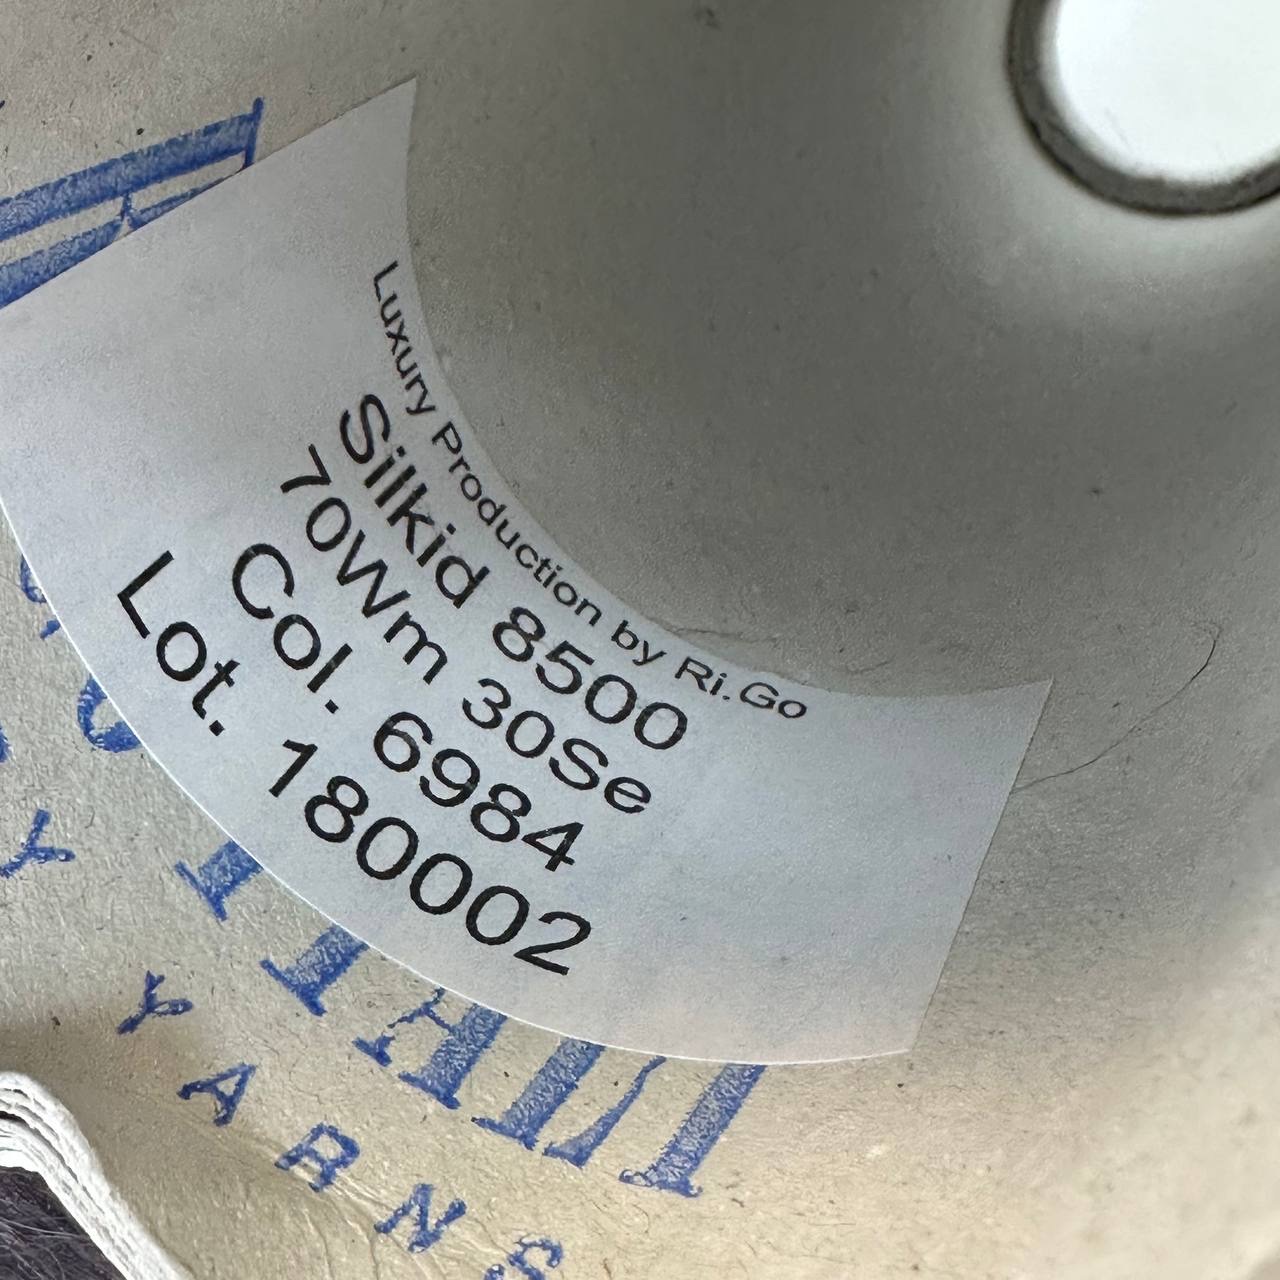 Luxury Production by Ri.Go
Silkid 8500
70Wm 30Se
Col. 6984
Lot. 180002
YARNS